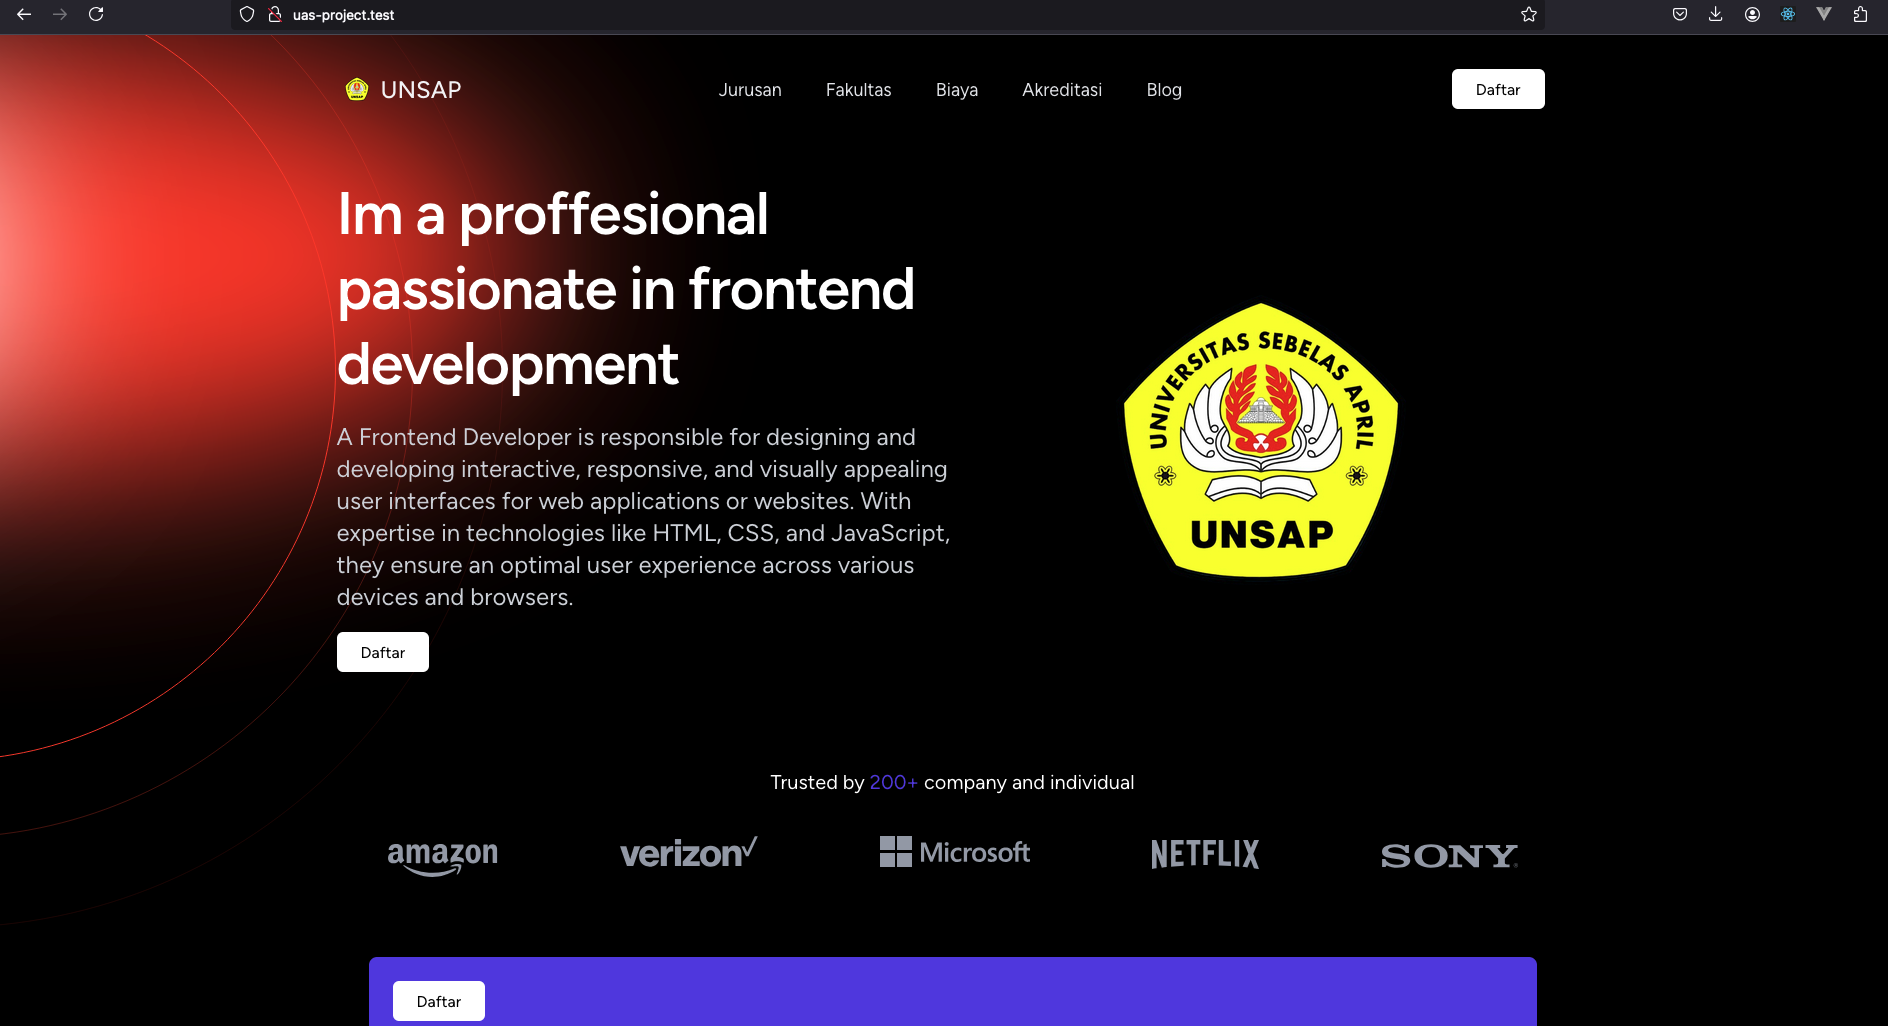 uas-project.test
UNSAP
Jurusan
Fakultas
Biaya
Akreditasi
Blog
Daftar
Im a proffesional
passionate in frontend
development
A Frontend Developer is responsible for designing and
developing interactive, responsive, and visually appealing
user interfaces for web applications or websites. With
expertise in technologies like HTML, CSS, and JavaScript,
they ensure an optimal user experience across various
devices and browsers.
Daftar
UNIVERSITAS SEBELAS APRIL
UNSAP
Trusted by 200+ company and individual
amazon
verizon
Microsoft
NETFLIX
SONY
Daftar